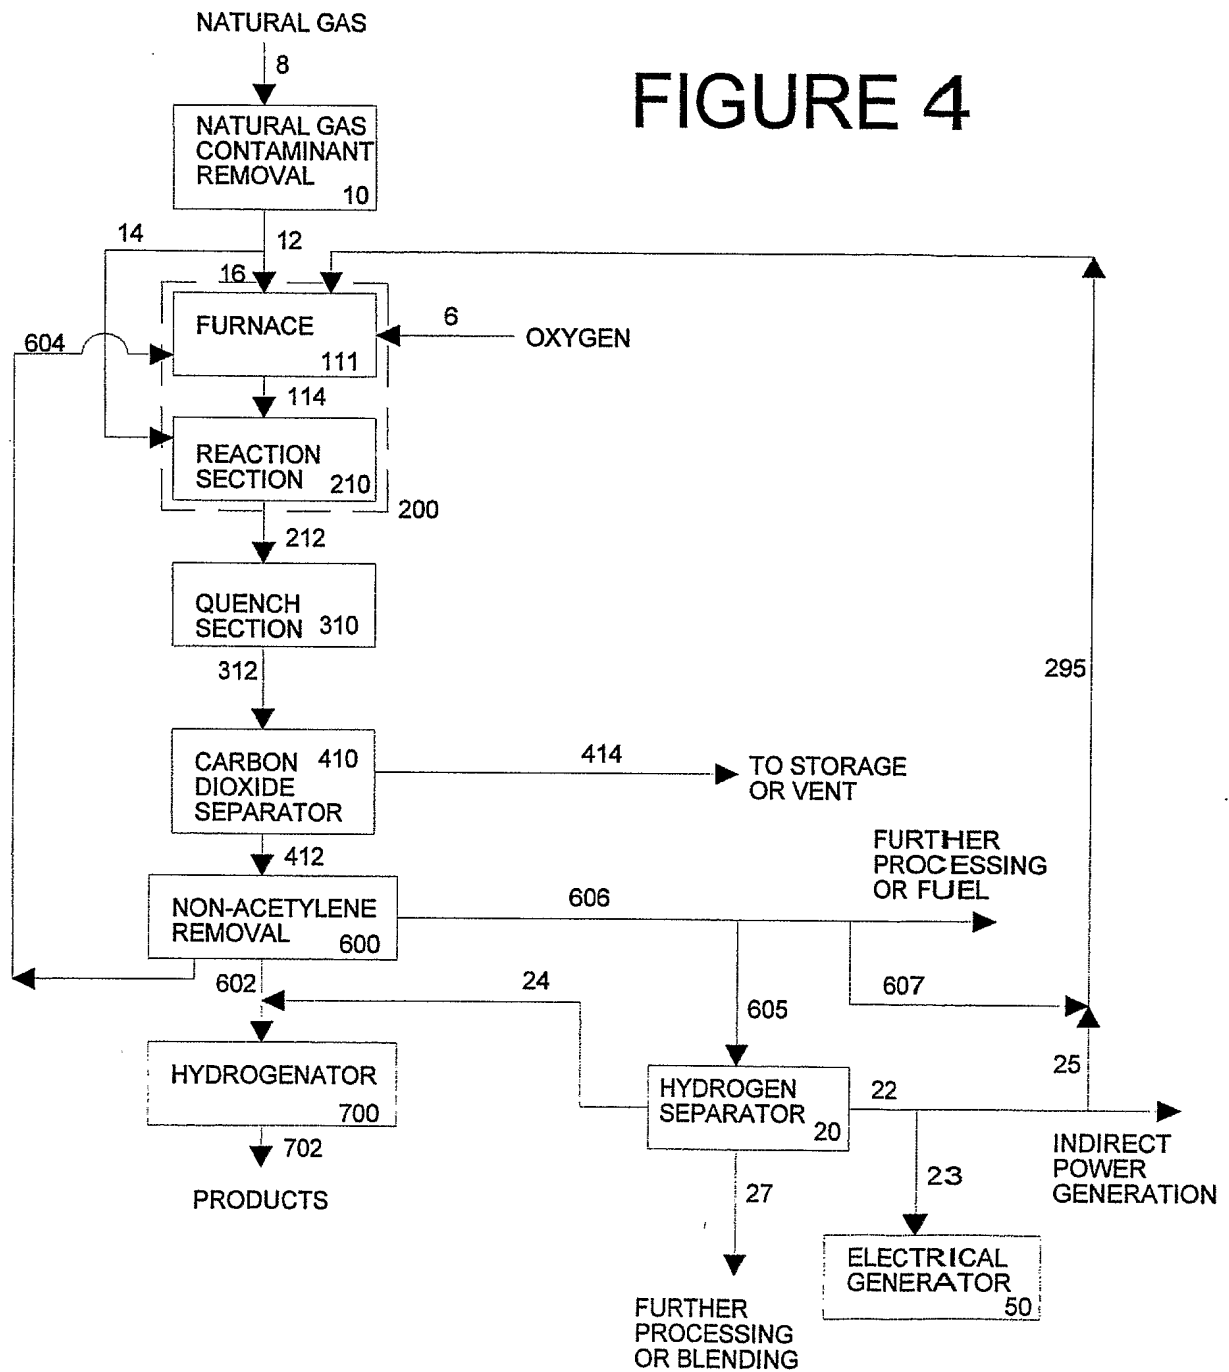 NATURAL GAS
8
FIGURE 4
NATURAL GAS
CONTAMINANT
REMOVAL
10
14
12
16
FURNACE
111
6
OXYGEN
604
114
REACTION
SECTION
210
200
212
QUENCH
SECTION
310
312
295
CARBON
DIOXIDE
SEPARATOR
410
414
TO STORAGE
OR VENT
412
FURTHER
PROCESSING
OR FUEL
NON-ACETYLENE
REMOVAL
600
606
602
24
605
607
25
HYDROGENATOR
700
HYDROGEN
SEPARATOR
20
22
INDIRECT
POWER
GENERATION
702
PRODUCTS
27
23
ELECTRICAL
GENERATOR
50
FURTHER
PROCESSING
OR BLENDING